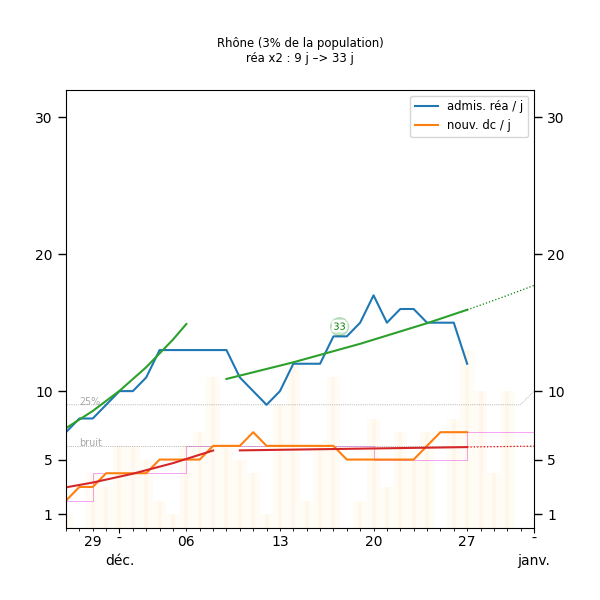 Rhône (3% de la population)
réa x2 : 9 j –> 33 j
admis. réa / j
nouv. dc / j
30 30
20 20
10 10
5 5
1 1
33
25%
bruit
29 - 06 13 20 27 -
déc. janv.